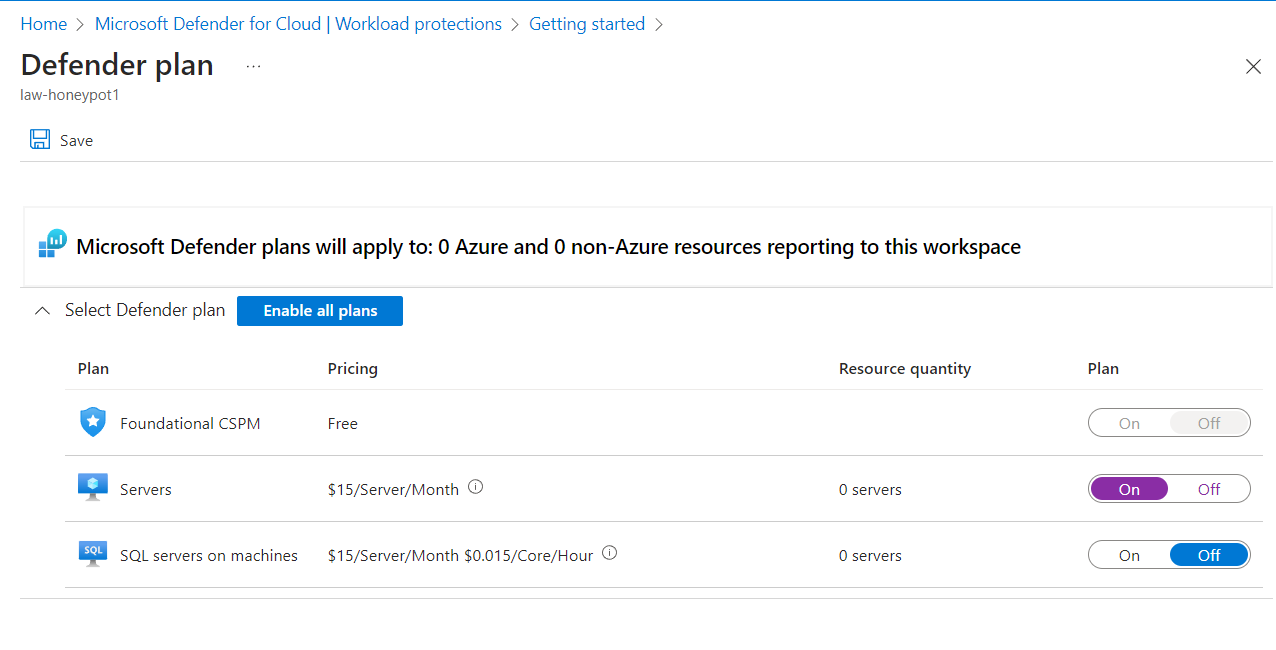 Home > Microsoft Defender for Cloud | Workload protections > Getting started >
Defender plan ...
law-honeypot1
Save
Microsoft Defender plans will apply to: 0 Azure and 0 non-Azure resources reporting to this workspace
Select Defender plan Enable all plans
Plan Pricing Resource quantity Plan
Foundational CSPM Free On Off
Servers $15/Server/Month 0 servers On Off
SQL SQL servers on machines $15/Server/Month $0.015/Core/Hour 0 servers On Off